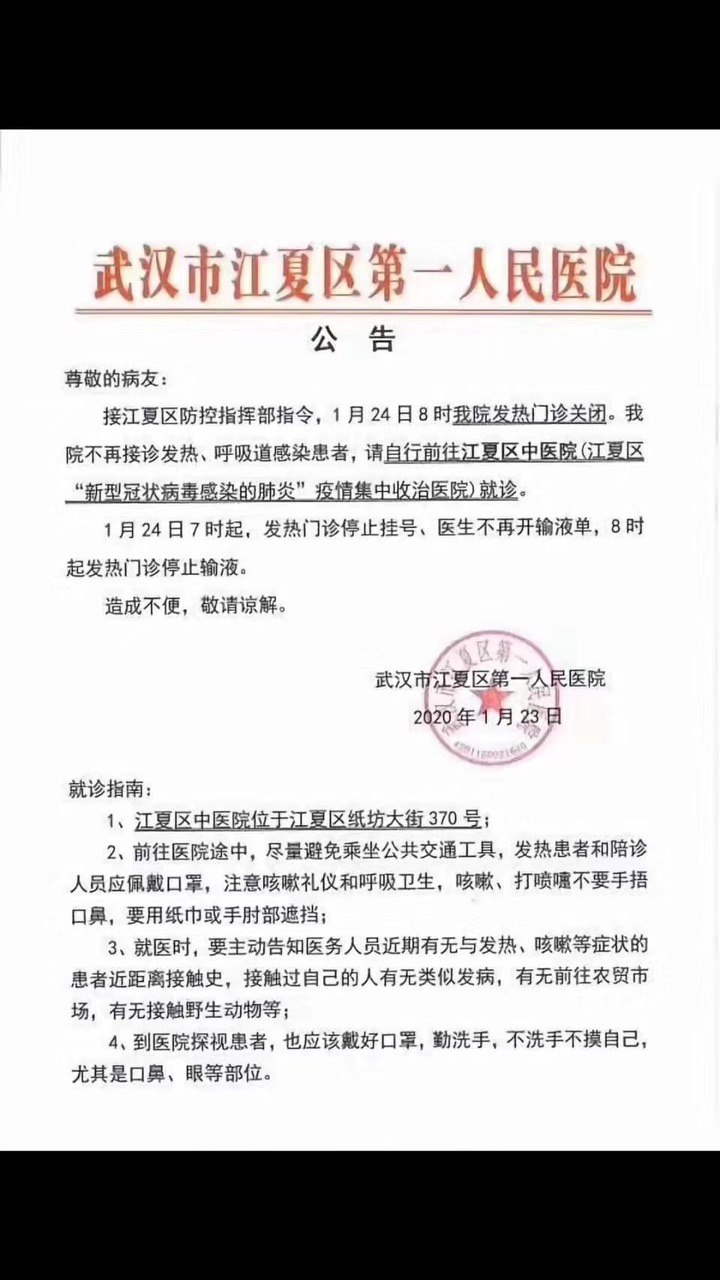 武汉市江夏区第一人民医院
公 告
尊敬的病友：
接江夏区防控指挥部指令，1月24日8时我院发热门诊关闭。我
院不再接诊发热、呼吸道感染患者，请自行前往江夏区中医院(江夏区
“新型冠状病毒感染的肺炎”疫情集中收治医院)就诊。
1月24日7时起，发热门诊停止挂号、医生不再开输液单，8时
起发热门诊停止输液。
造成不便，敬请谅解。
武汉市江夏区第一人民医院
2020年1月23日
就诊指南：
1、江夏区中医院位于江夏区纸坊大街370号；
2、前往医院途中，尽量避免乘坐公共交通工具，发热患者和陪诊
人员应佩戴口罩，注意咳嗽礼仪和呼吸卫生，咳嗽、打喷嚏不要手捂
口鼻，要用纸巾或手肘部遮挡；
3、就医时，要主动告知医务人员近期有无与发热、咳嗽等症状的
患者近距离接触史，接触过自己的人有无类似发病，有无前往农贸市
场，有无接触野生动物等；
4、到医院探视患者，也应该戴好口罩，勤洗手，不洗手不摸自己，
尤其是口鼻、眼等部位。